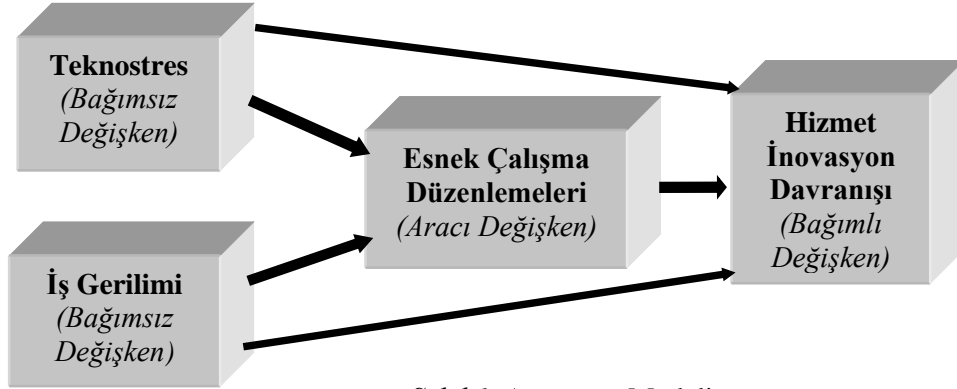 Teknostres
(Bağımsız
Değişken)
Esnek Çalışma
Düzenlemeleri
(Aracı Değişken)
Hizmet
İnovasyon
Davranışı
(Bağımlı
Değişken)
İş Gerilimi
(Bağımsız
Değişken)